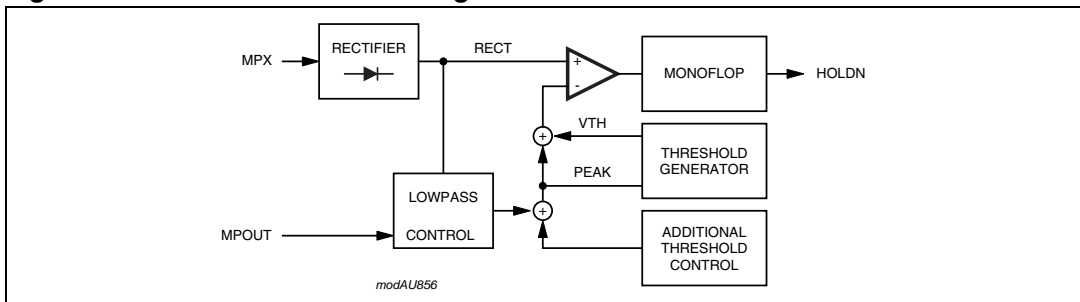 MPX
RECTIFIER
RECT
+
-
MONOFLOP
HOLDN
+
VTH
THRESHOLD
GENERATOR
PEAK
LOWPASS
CONTROL
+
MPOUT
ADDITIONAL
THRESHOLD
CONTROL
modAU856